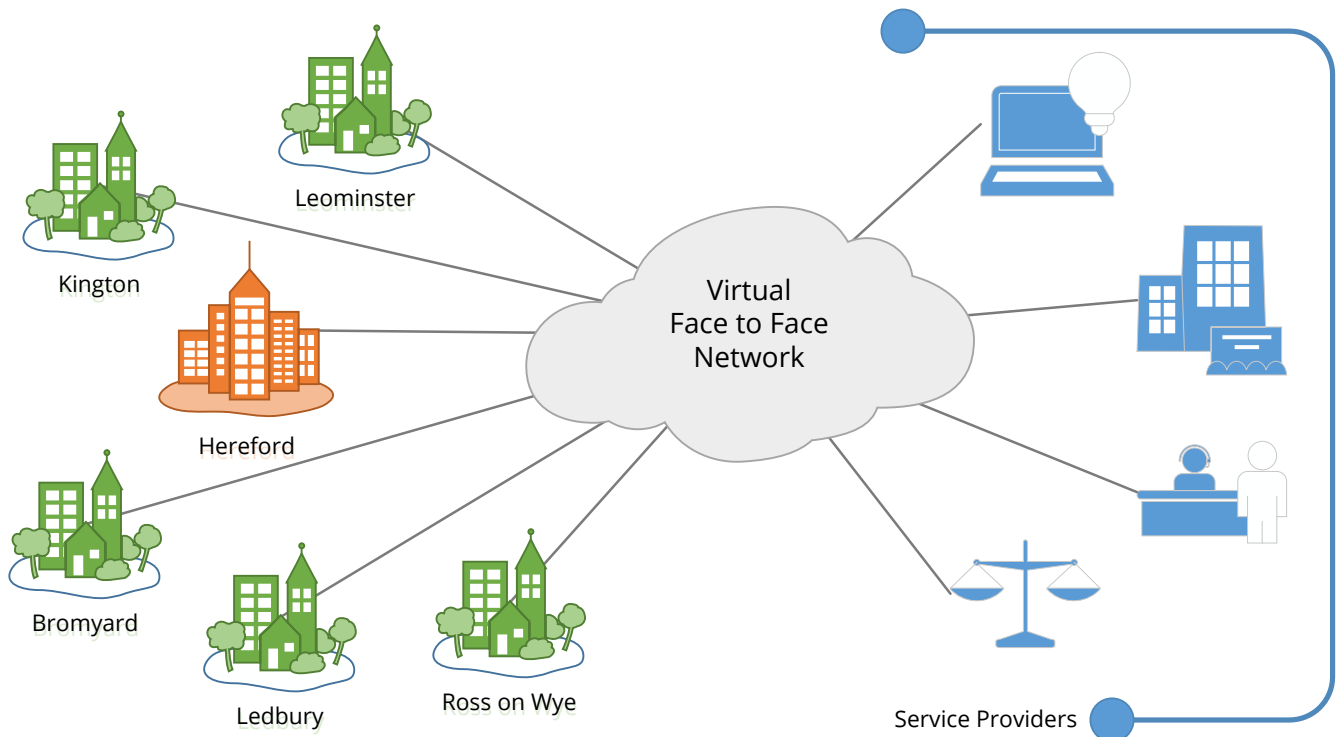 Leominster
Kington
Virtual
Face to Face
Network
Hereford
Bromyard
Ross on Wye
Ledbury
Service Providers